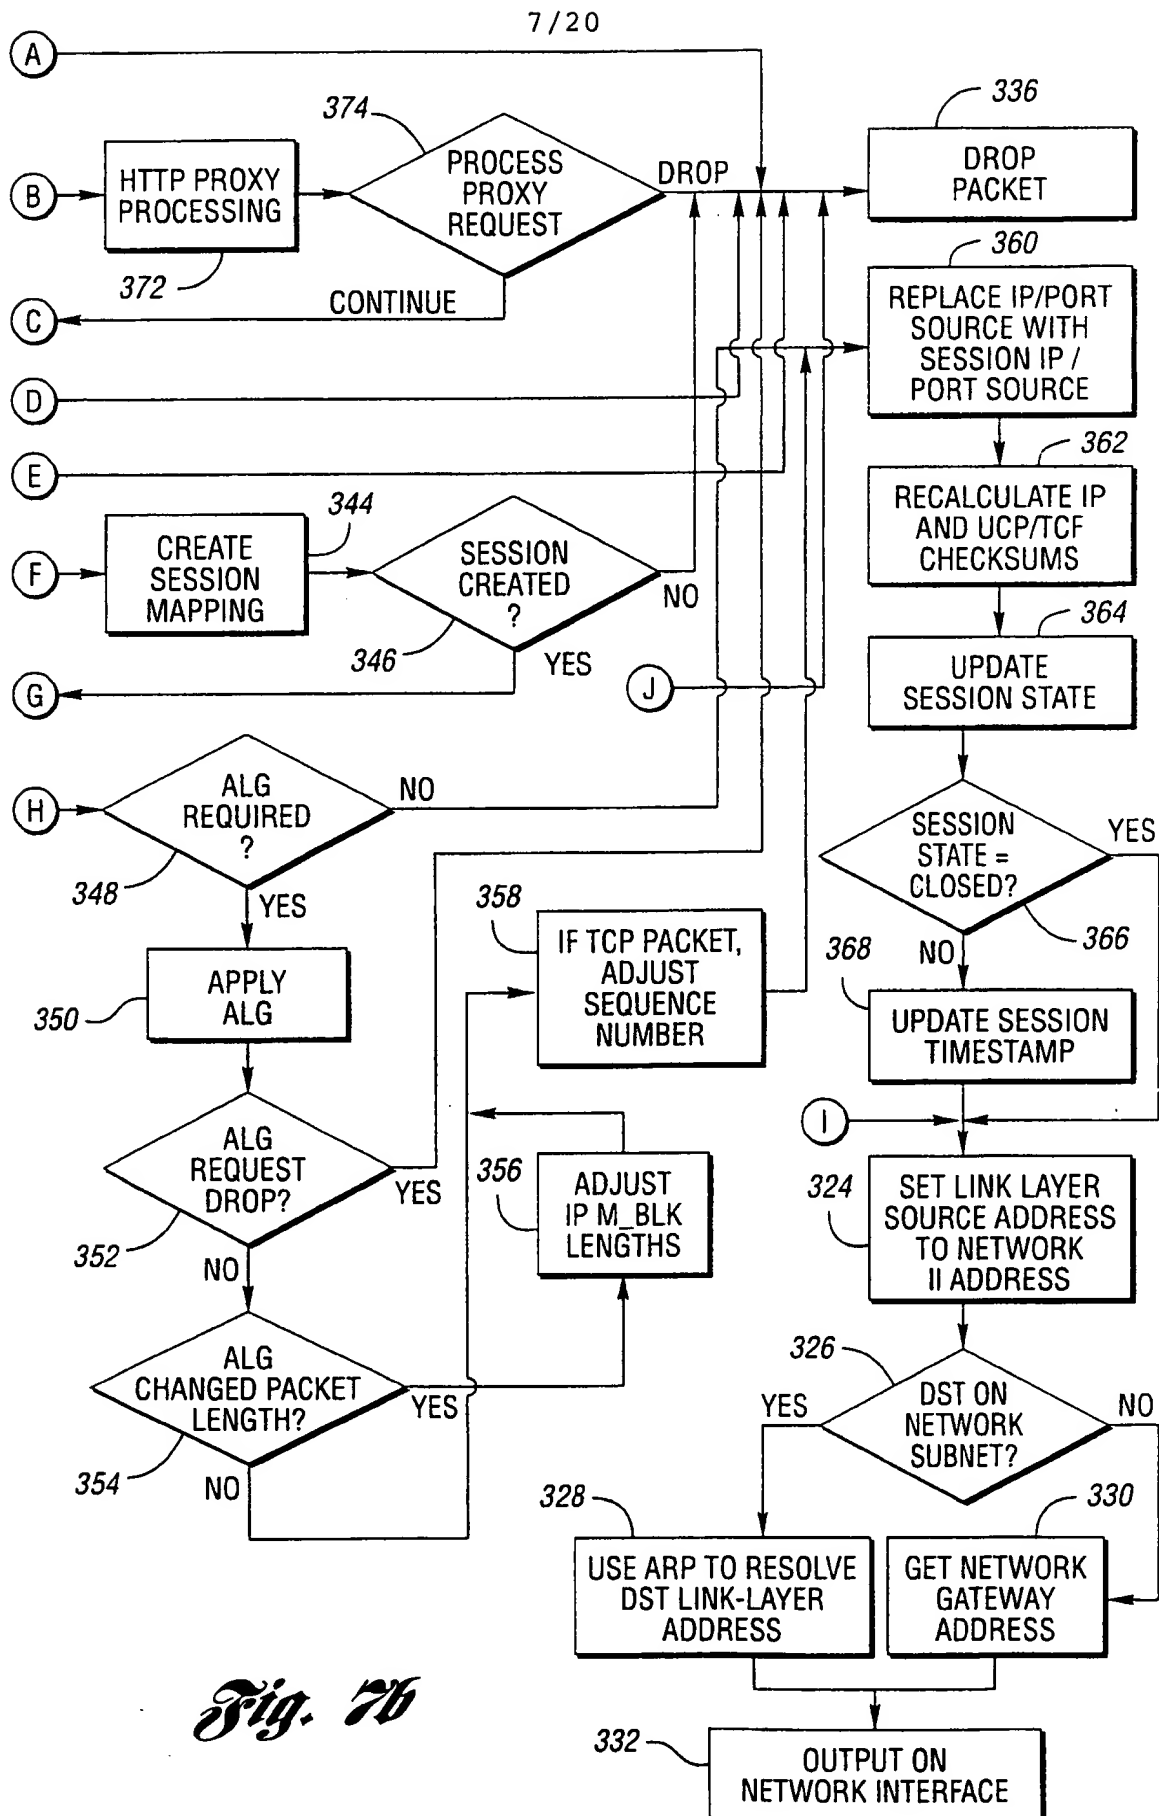 7/20
A
374
336
B
HTTP PROXY
PROCESSING
372
PROCESS
PROXY
REQUEST
DROP
DROP
PACKET
C
CONTINUE
360
REPLACE IP/PORT
SOURCE WITH
SESSION IP /
PORT SOURCE
D
E
362
RECALCULATE IP
AND UCP/TCF
CHECKSUMS
F
CREATE
SESSION
MAPPING
344
SESSION
CREATED
?
346
NO
YES
G
J
364
UPDATE
SESSION STATE
H
ALG
REQUIRED
?
348
NO
YES
SESSION
STATE =
CLOSED?
YES
366
NO
350
APPLY
ALG
358
IF TCP PACKET,
ADJUST
SEQUENCE
NUMBER
368
UPDATE SESSION
TIMESTAMP
I
ALG
REQUEST
DROP?
352
YES
NO
356
ADJUST
IP M_BLK
LENGTHS
324
SET LINK LAYER
SOURCE ADDRESS
TO NETWORK
II ADDRESS
ALG
CHANGED PACKET
LENGTH?
354
YES
NO
326
DST ON
NETWORK
SUBNET?
YES
NO
328
USE ARP TO RESOLVE
DST LINK-LAYER
ADDRESS
330
GET NETWORK
GATEWAY
ADDRESS
332
OUTPUT ON
NETWORK INTERFACE
Fig. 7b